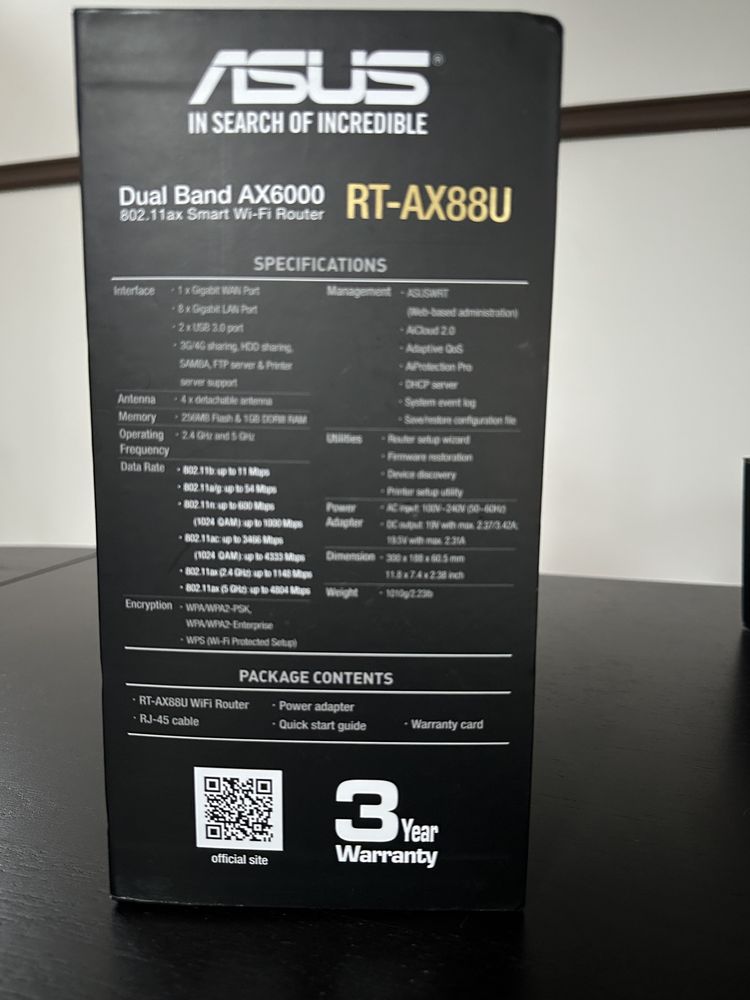 ASUS®
IN SEARCH OF INCREDIBLE
Dual Band AX6000
802.11ax Smart Wi-Fi Router
RT-AX88U
SPECIFICATIONS
Interface
· 1 x Gigabit WAN Port
· 8 x Gigabit LAN Port
· 2 x USB 3.0 port
· 3G/4G sharing, HDD sharing,
SAMBA, FTP server & Printer
server support
Antenna
· 4 x detachable antenna
Memory
· 256MB Flash & 1GB DDRIII RAM
Operating
Frequency
· 2.4 GHz and 5 GHz
Data Rate
· 802.11b: up to 11 Mbps
· 802.11a/g: up to 54 Mbps
· 802.11n: up to 600 Mbps
(1024 QAM): up to 1000 Mbps
· 802.11ac: up to 3466 Mbps
(1024 QAM): up to 4333 Mbps
· 802.11ax (2.4 GHz): up to 1148 Mbps
· 802.11ax (5 GHz): up to 4804 Mbps
Encryption
· WPA/WPA2-PSK,
WPA/WPA2-Enterprise
· WPS (Wi-Fi Protected Setup)
Management
· ASUSWRT
(Web-based administration)
· AiCloud 2.0
· Adaptive QoS
· AiProtection Pro
· DHCP server
· System event log
· Save/restore configuration file
Utilities
· Router setup wizard
· Firmware restoration
· Device discovery
· Printer setup utility
Power
Adapter
· AC input: 100V~240V (50~60Hz)
· DC output: 19V with max. 2.37/3.42A;
19.5V with max. 2.31A
Dimension
· 300 x 188 x 60.5 mm
11.8 x 7.4 x 2.38 inch
Weight
· 1010g/2.23lb
PACKAGE CONTENTS
· RT-AX88U WiFi Router
· Power adapter
· RJ-45 cable
· Quick start guide
· Warranty card
official site
3 Year
Warranty